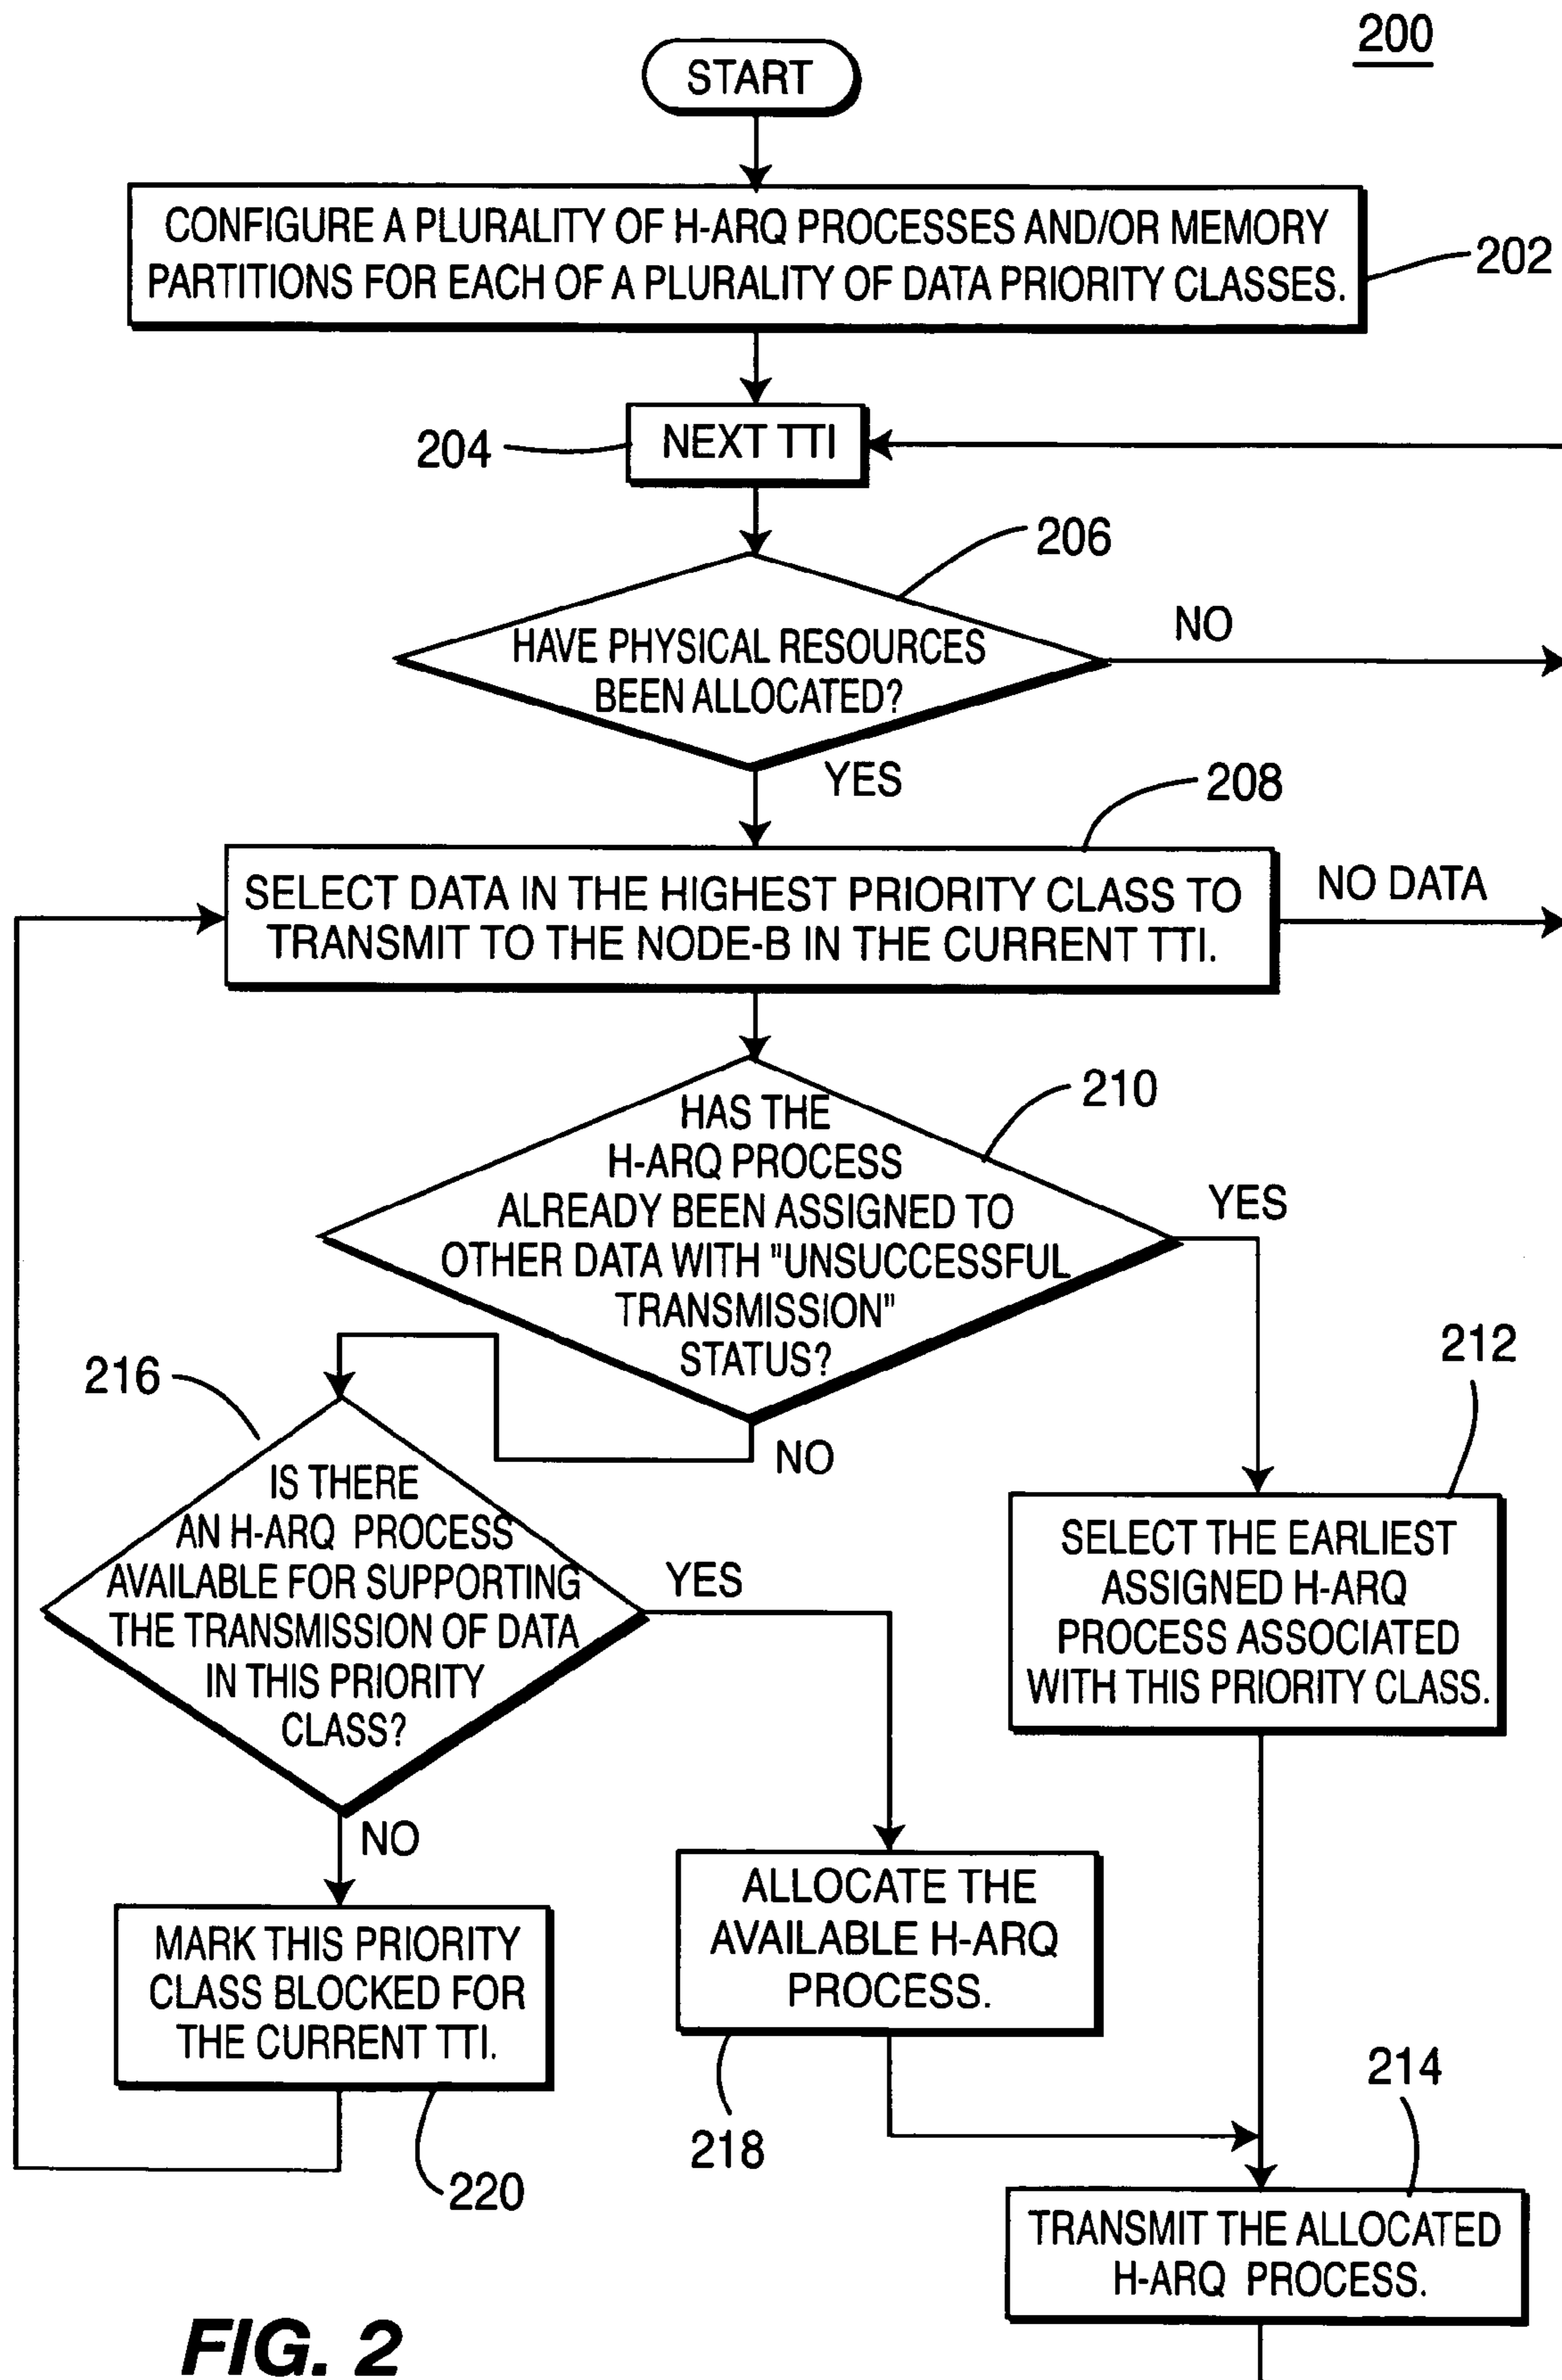 200
START
CONFIGURE A PLURALITY OF H-ARQ PROCESSES AND/OR MEMORY
PARTITIONS FOR EACH OF A PLURALITY OF DATA PRIORITY CLASSES.
202
204
NEXT TTI
206
HAVE PHYSICAL RESOURCES
BEEN ALLOCATED?
NO
YES
208
SELECT DATA IN THE HIGHEST PRIORITY CLASS TO
TRANSMIT TO THE NODE-B IN THE CURRENT TTI.
NO DATA
210
HAS THE
H-ARQ PROCESS
ALREADY BEEN ASSIGNED TO
OTHER DATA WITH "UNSUCCESSFUL
TRANSMISSION"
STATUS?
YES
NO
212
SELECT THE EARLIEST
ASSIGNED H-ARQ
PROCESS ASSOCIATED
WITH THIS PRIORITY CLASS.
216
IS THERE
AN H-ARQ PROCESS
AVAILABLE FOR SUPPORTING
THE TRANSMISSION OF DATA
IN THIS PRIORITY
CLASS?
YES
NO
ALLOCATE THE
AVAILABLE H-ARQ
PROCESS.
218
MARK THIS PRIORITY
CLASS BLOCKED FOR
THE CURRENT TTI.
220
214
TRANSMIT THE ALLOCATED
H-ARQ PROCESS.
FIG. 2